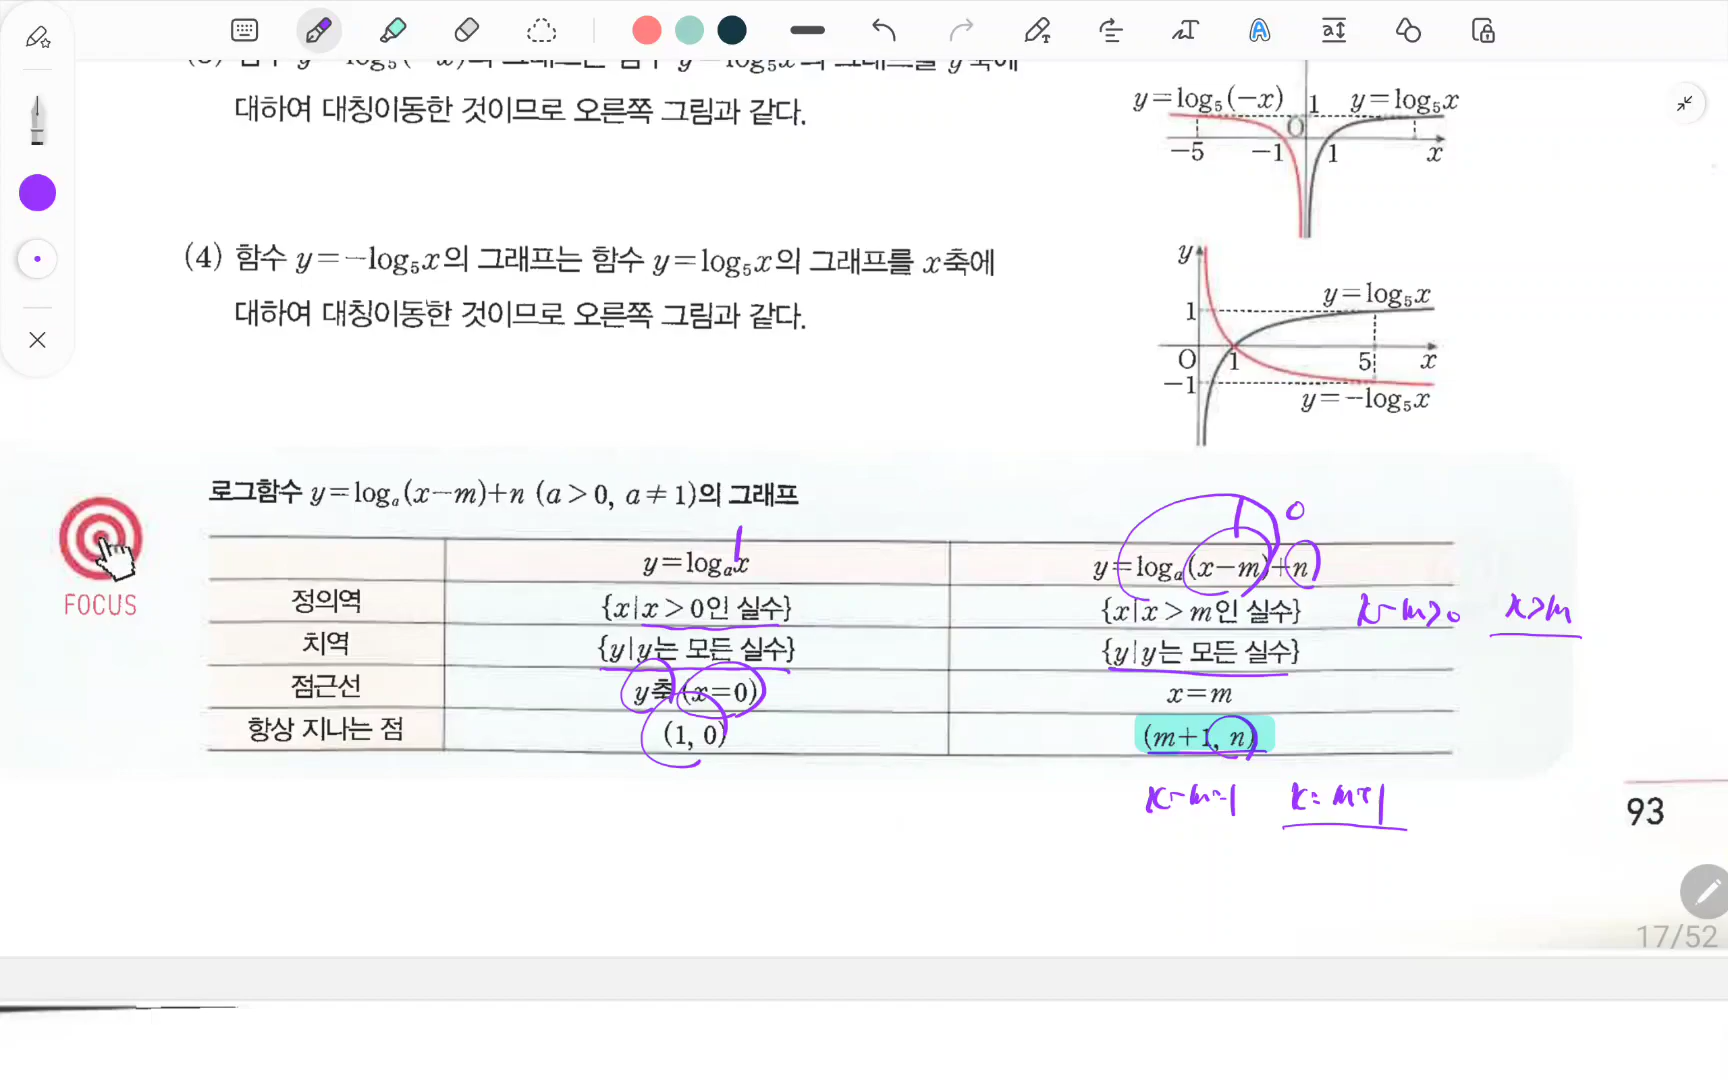 대하여 대칭이동한 것이므로 오른쪽 그림과 같다.
y=log₅(−x) 1 y=log₅x
O
−5 −1 1 x
(4) 함수 y=−log₅x의 그래프는 함수 y=log₅x의 그래프를 x축에
대하여 대칭이동한 것이므로 오른쪽 그림과 같다.
y
y=log₅x
1
O 1 5 x
−1
y=−log₅x
FOCUS
로그함수 y=logₐ(x−m)+n (a>0, a≠1)의 그래프
y=logₐx y=logₐ(x−m)+n
1 0
정의역 {x|x>0인 실수} {x|x>m인 실수} x-m>0 x>m
치역 {y|y는 모든 실수} {y|y는 모든 실수}
점근선 y축(x=0) x=m
항상 지나는 점 (1, 0) (m+1, n)
x-m=1 x=m+1
93
17/52